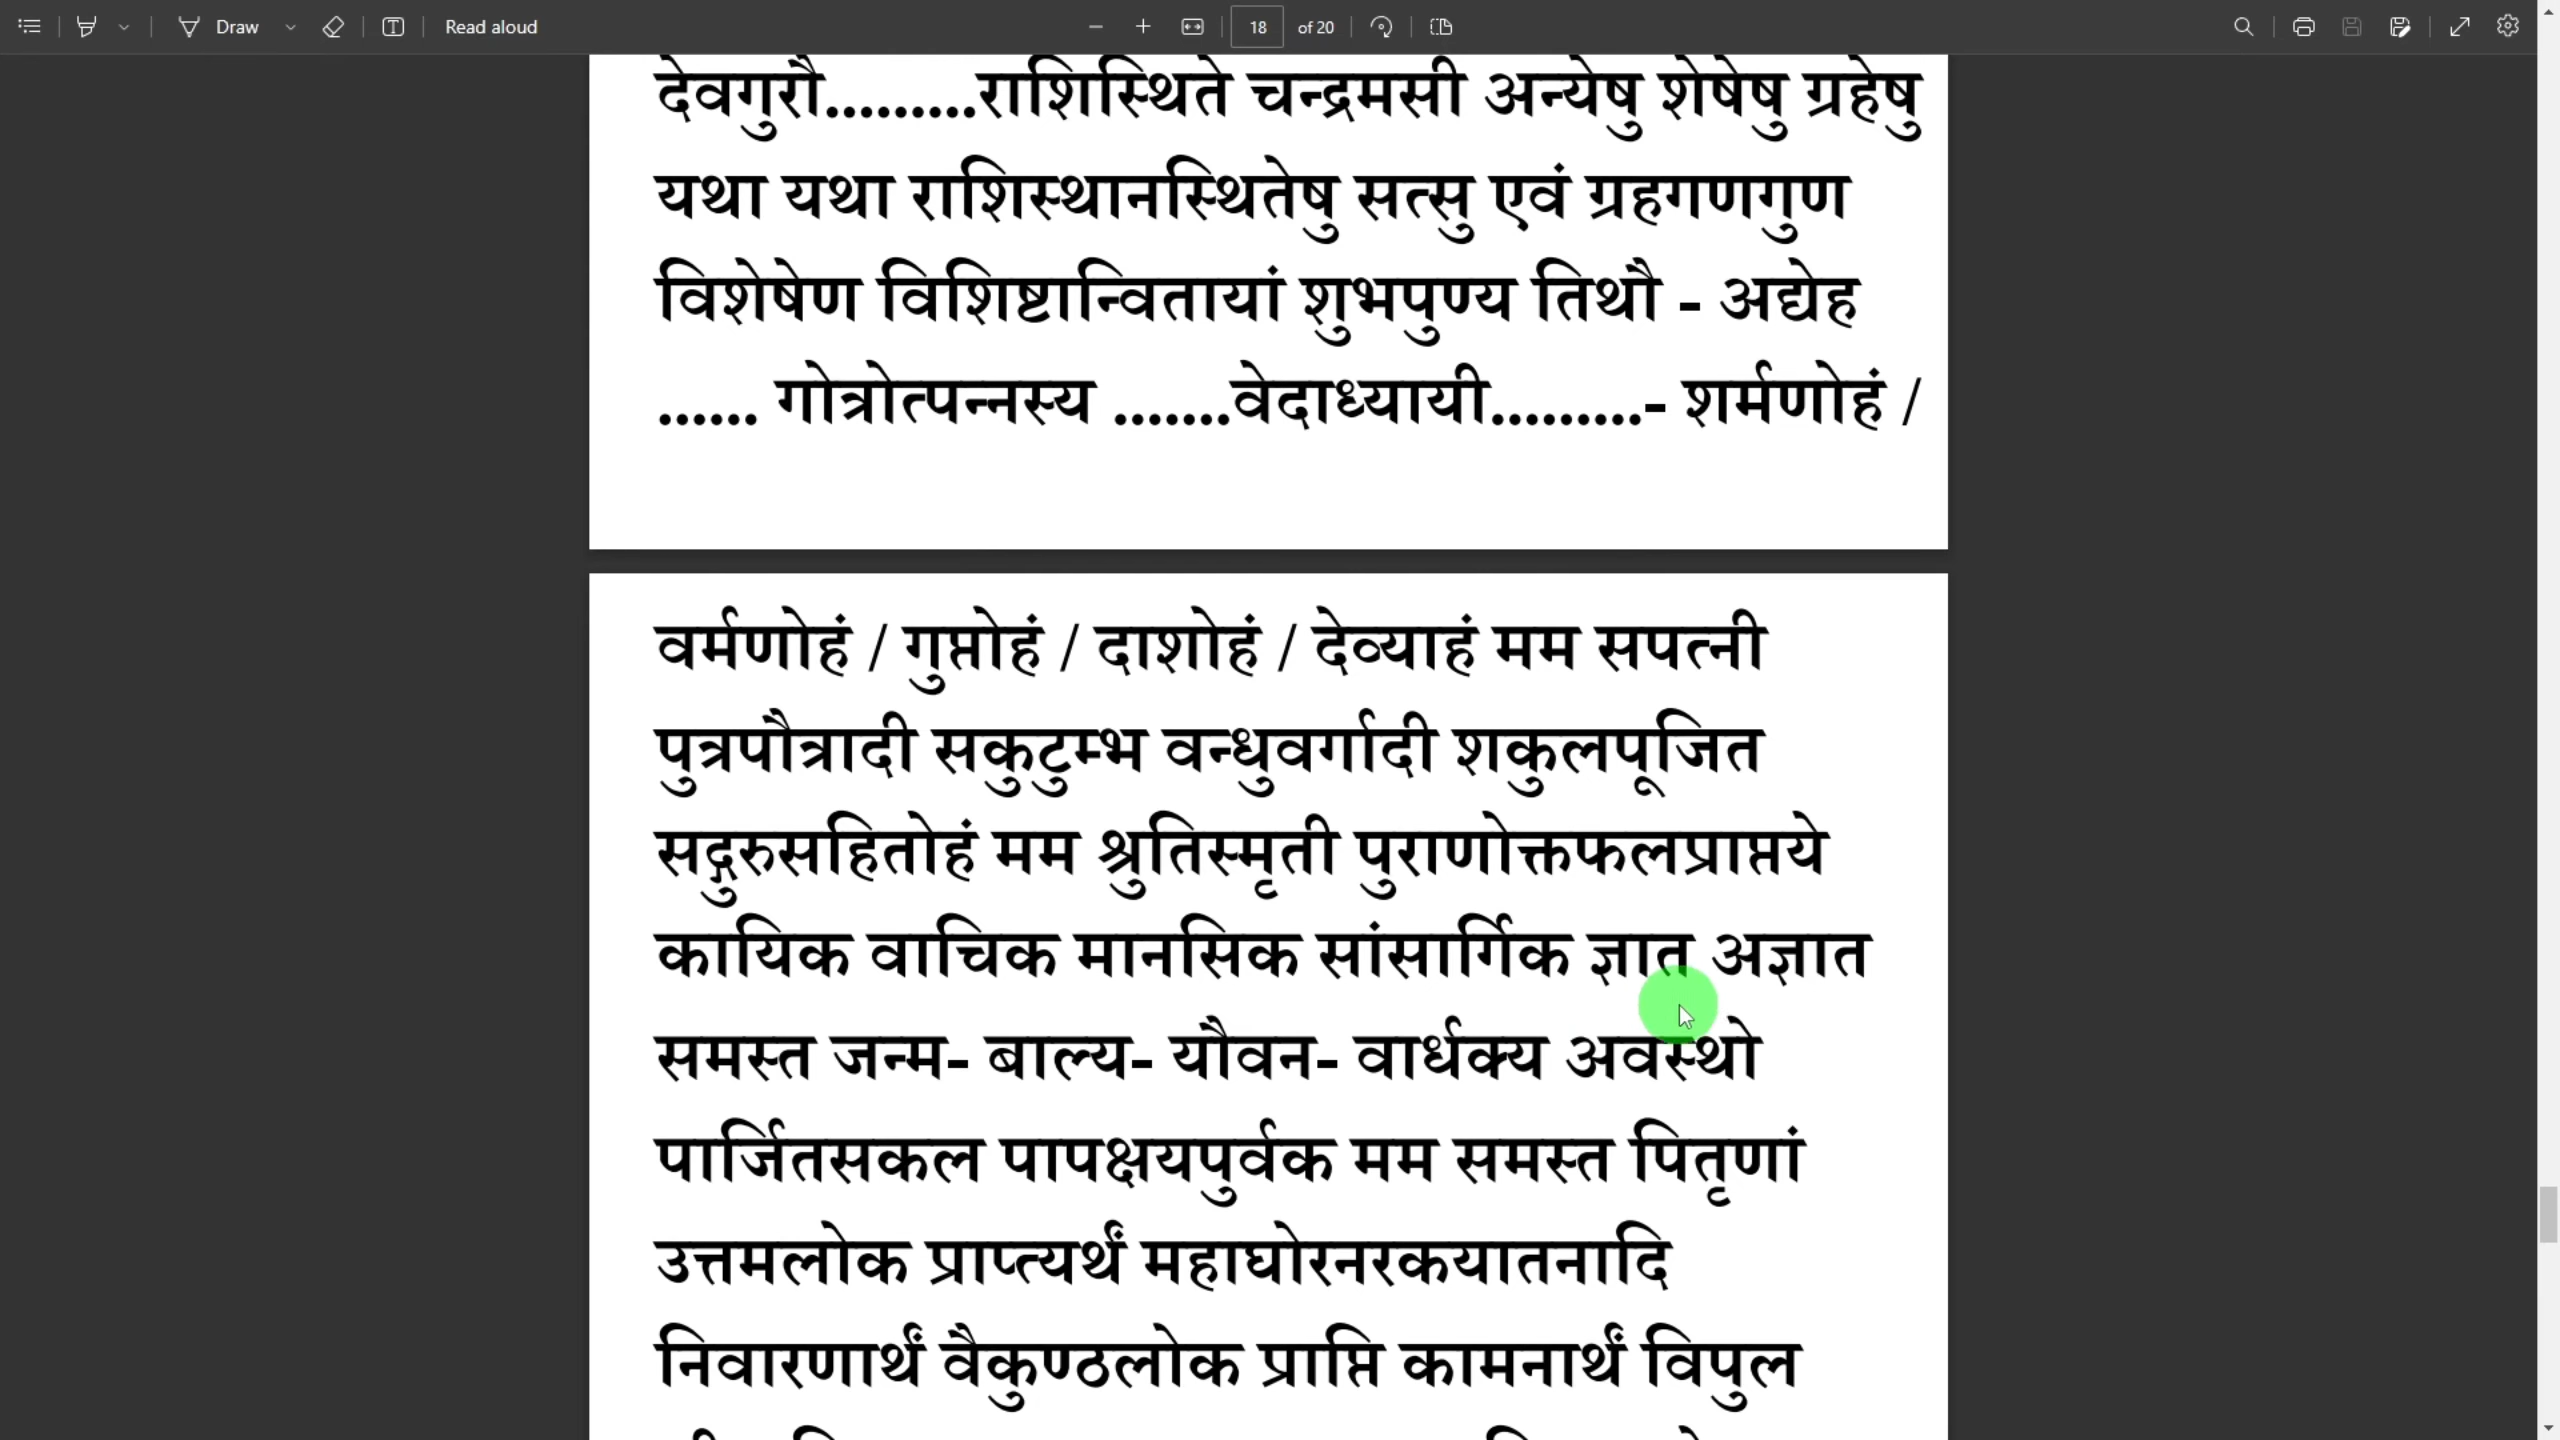 Draw
Read aloud
18 of 20
देवगुरौ.........राशिस्थिते चन्द्रमसी अन्येषु शेषेषु ग्रहेषु
यथा यथा राशिस्थानस्थितेषु सत्सु एवं ग्रहगणगुण
विशेषेण विशिष्टान्वितायां शुभपुण्य तिथौ - अद्येह
...... गोत्रोत्पन्नस्य .......वेदाध्यायी.........- शर्मणोहं /
वर्मणोहं / गुप्तोहं / दाशोहं / देव्याहं मम सपत्नी
पुत्रपौत्रादी सकुटुम्भ वन्धुवर्गादी शकुलपूजित
सद्गुरुसहितोहं मम श्रुतिस्मृती पुराणोक्तफलप्राप्तये
कायिक वाचिक मानसिक सांसार्गिक ज्ञात अज्ञात
समस्त जन्म- बाल्य- यौवन- वार्धक्य अवस्थो
पार्जितसकल पापक्षयपुर्वक मम समस्त पितृणां
उत्तमलोक प्राप्त्यर्थं महाघोरनरकयातनादि
निवारणार्थं वैकुण्ठलोक प्राप्ति कामनार्थं विपुल